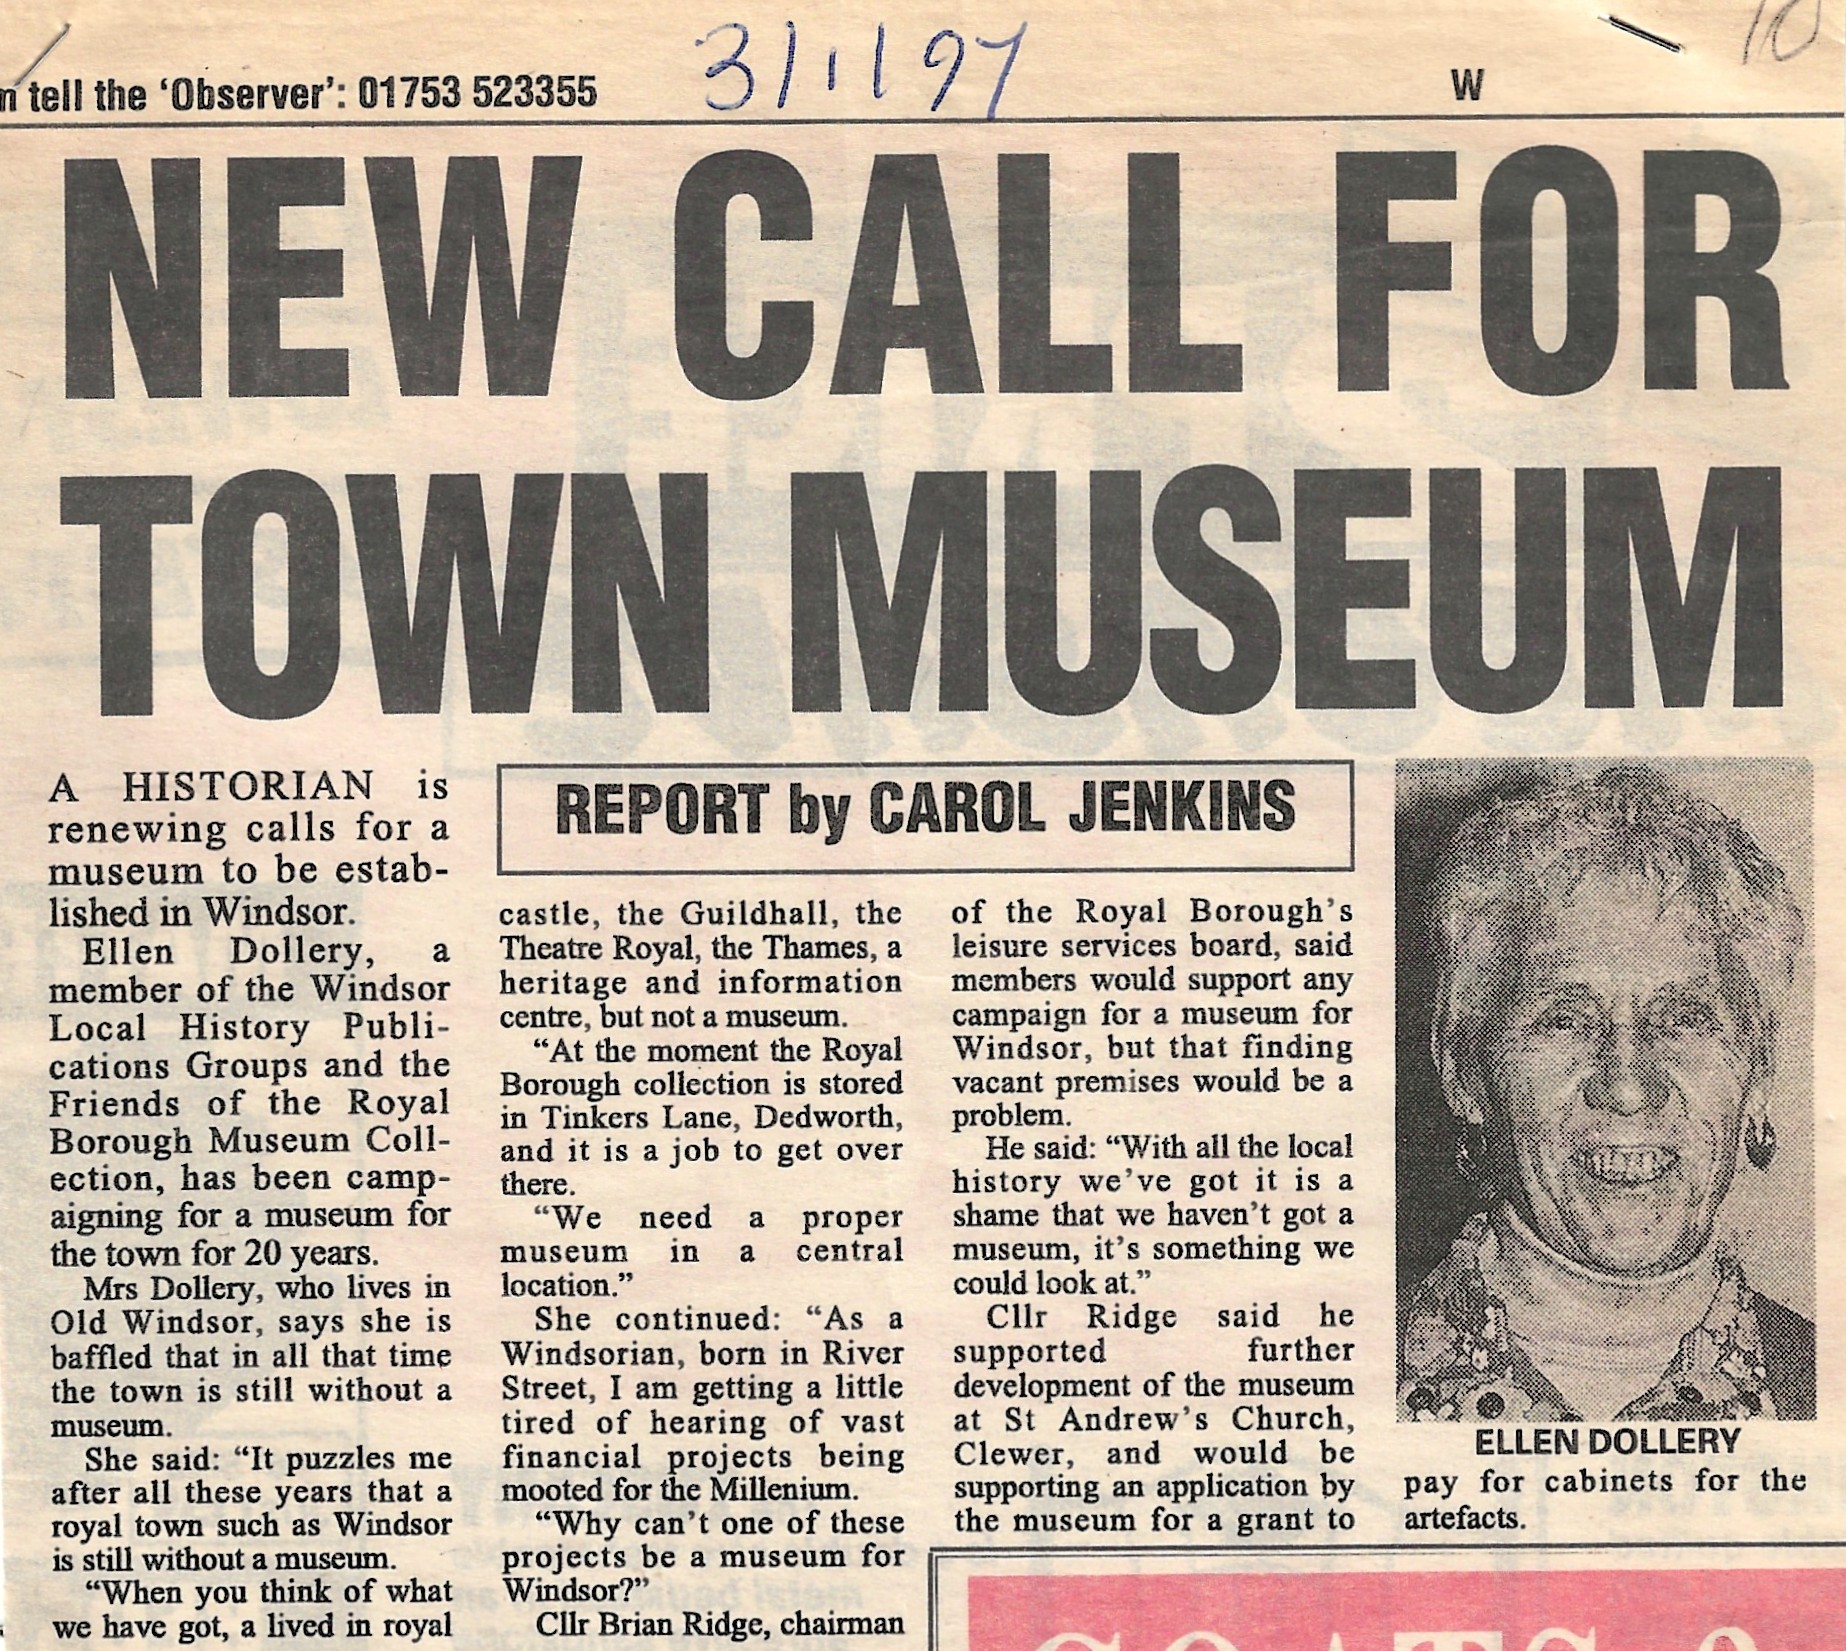 tell the ‘Observer’: 01753 523355
31/1/97
W
10
NEW CALL FOR
TOWN MUSEUM
A HISTORIAN is
renewing calls for a
museum to be estab-
lished in Windsor.
Ellen Dollery, a
member of the Windsor
Local History Publi-
cations Groups and the
Friends of the Royal
Borough Museum Coll-
ection, has been camp-
aigning for a museum for
the town for 20 years.
Mrs Dollery, who lives in
Old Windsor, says she is
baffled that in all that time
the town is still without a
museum.
She said: “It puzzles me
after all these years that a
royal town such as Windsor
is still without a museum.
“When you think of what
we have got, a lived in royal
REPORT by CAROL JENKINS
castle, the Guildhall, the
Theatre Royal, the Thames, a
heritage and information
centre, but not a museum.
“At the moment the Royal
Borough collection is stored
in Tinkers Lane, Dedworth,
and it is a job to get over
there.
“We need a proper
museum in a central
location.”
She continued: “As a
Windsorian, born in River
Street, I am getting a little
tired of hearing of vast
financial projects being
mooted for the Millenium.
“Why can’t one of these
projects be a museum for
Windsor?”
Cllr Brian Ridge, chairman
of the Royal Borough’s
leisure services board, said
members would support any
campaign for a museum for
Windsor, but that finding
vacant premises would be a
problem.
He said: “With all the local
history we’ve got it is a
shame that we haven’t got a
museum, it’s something we
could look at.”
Cllr Ridge said he
supported further
development of the museum
at St Andrew’s Church,
Clewer, and would be
supporting an application by
the museum for a grant to
ELLEN DOLLERY
pay for cabinets for the
artefacts.